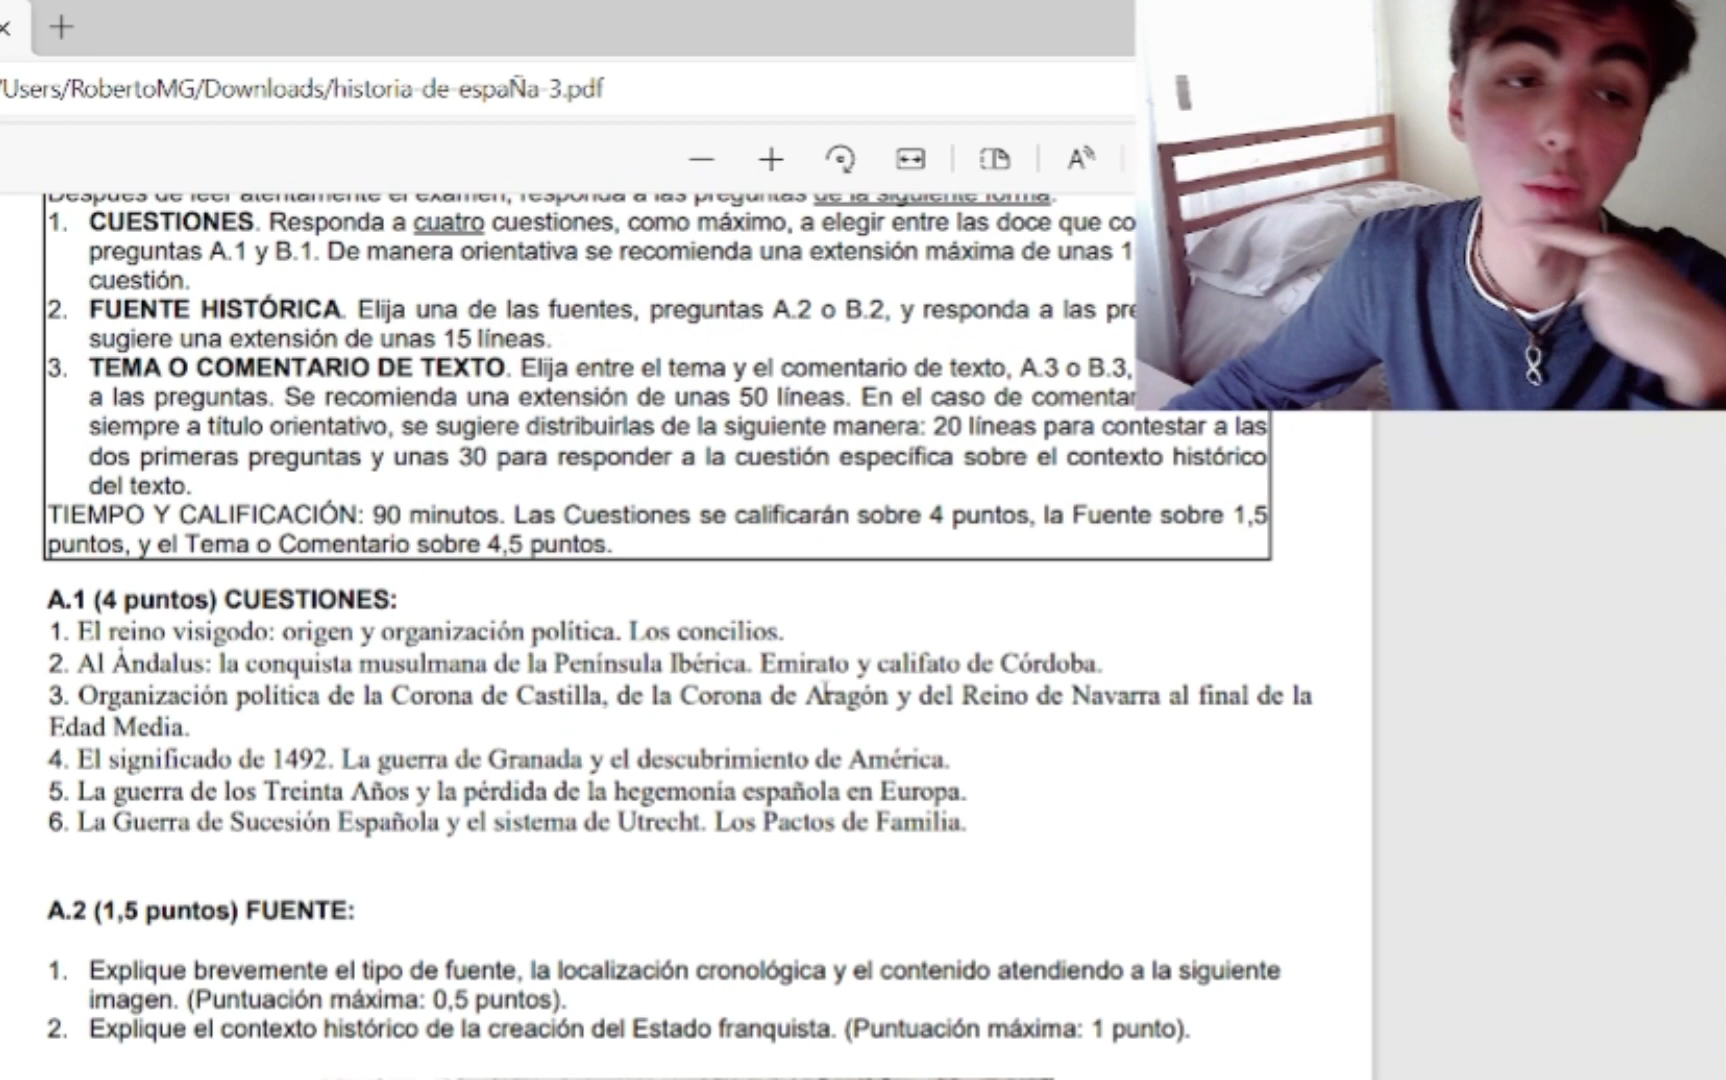 /Users/RobertoMG/Downloads/historia-de-espaÑa-3.pdf
Después de leer atentamente el examen, responda a las preguntas de la siguiente forma:
1. CUESTIONES. Responda a cuatro cuestiones, como máximo, a elegir entre las doce que co
preguntas A.1 y B.1. De manera orientativa se recomienda una extensión máxima de unas 1
cuestión.
2. FUENTE HISTÓRICA. Elija una de las fuentes, preguntas A.2 o B.2, y responda a las pre
sugiere una extensión de unas 15 líneas.
3. TEMA O COMENTARIO DE TEXTO. Elija entre el tema y el comentario de texto, A.3 o B.3,
a las preguntas. Se recomienda una extensión de unas 50 líneas. En el caso de comentar
siempre a título orientativo, se sugiere distribuirlas de la siguiente manera: 20 líneas para contestar a las
dos primeras preguntas y unas 30 para responder a la cuestión específica sobre el contexto histórico
del texto.
TIEMPO Y CALIFICACIÓN: 90 minutos. Las Cuestiones se calificarán sobre 4 puntos, la Fuente sobre 1,5
puntos, y el Tema o Comentario sobre 4,5 puntos.
A.1 (4 puntos) CUESTIONES:
1. El reino visigodo: origen y organización política. Los concilios.
2. Al Ándalus: la conquista musulmana de la Península Ibérica. Emirato y califato de Córdoba.
3. Organización política de la Corona de Castilla, de la Corona de Aragón y del Reino de Navarra al final de la
Edad Media.
4. El significado de 1492. La guerra de Granada y el descubrimiento de América.
5. La guerra de los Treinta Años y la pérdida de la hegemonía española en Europa.
6. La Guerra de Sucesión Española y el sistema de Utrecht. Los Pactos de Familia.
A.2 (1,5 puntos) FUENTE:
1. Explique brevemente el tipo de fuente, la localización cronológica y el contenido atendiendo a la siguiente
imagen. (Puntuación máxima: 0,5 puntos).
2. Explique el contexto histórico de la creación del Estado franquista. (Puntuación máxima: 1 punto).